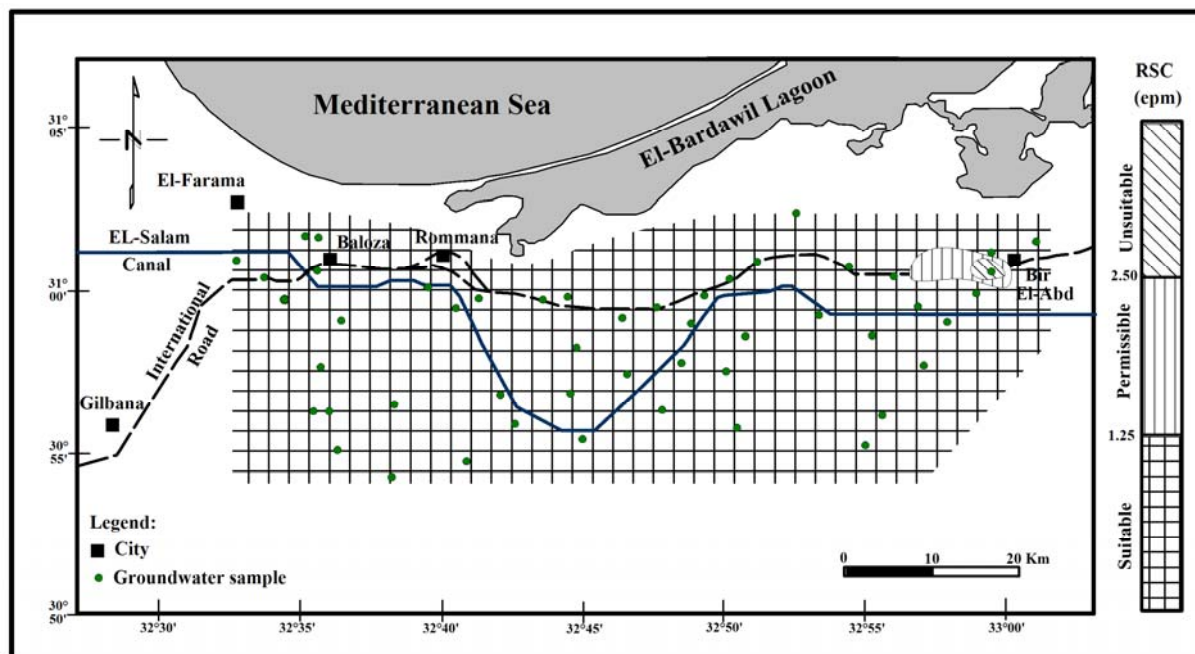 Mediterranean Sea
El-Bardawil Lagoon
RSC
(epm)
Unsuitable
2.50
Permissible
1.25
Suitable
31°
05'
31°
00'
30°
55'
30°
50'
N
El-Farama
EL-Salam
Canal
Baloza
Rommana
Bir
El-Abd
International
Road
Gilbana
Legend:
City
Groundwater sample
0 10 20 Km
32°30' 32°35' 32°40' 32°45' 32°50' 32°55' 33°00'